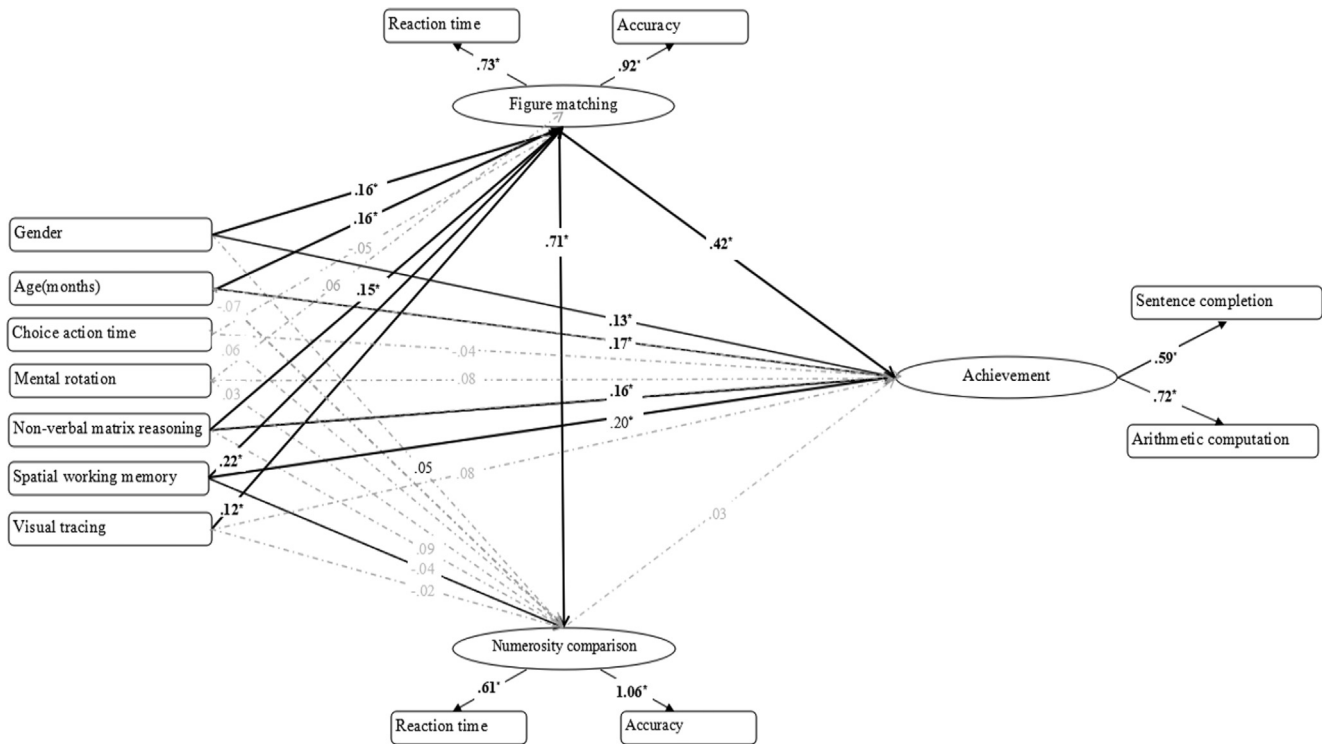 Reaction time
Accuracy
.73*
.92*
Figure matching
.16*
.16*
Gender
-.05
.71*
.42*
.06
Age(months)
.15*
Sentence completion
-.07
.13*
Choice action time
.17*
.06
-.04
.59*
Mental rotation
.08
Achievement
.03
.16*
.72*
Non-verbal matrix reasoning
.20*
Arithmetic computation
.22*
.05
Spatial working memory
.08
.12*
.03
Visual tracing
.09
-.04
-.02
Numerosity comparison
.61*
1.06*
Reaction time
Accuracy